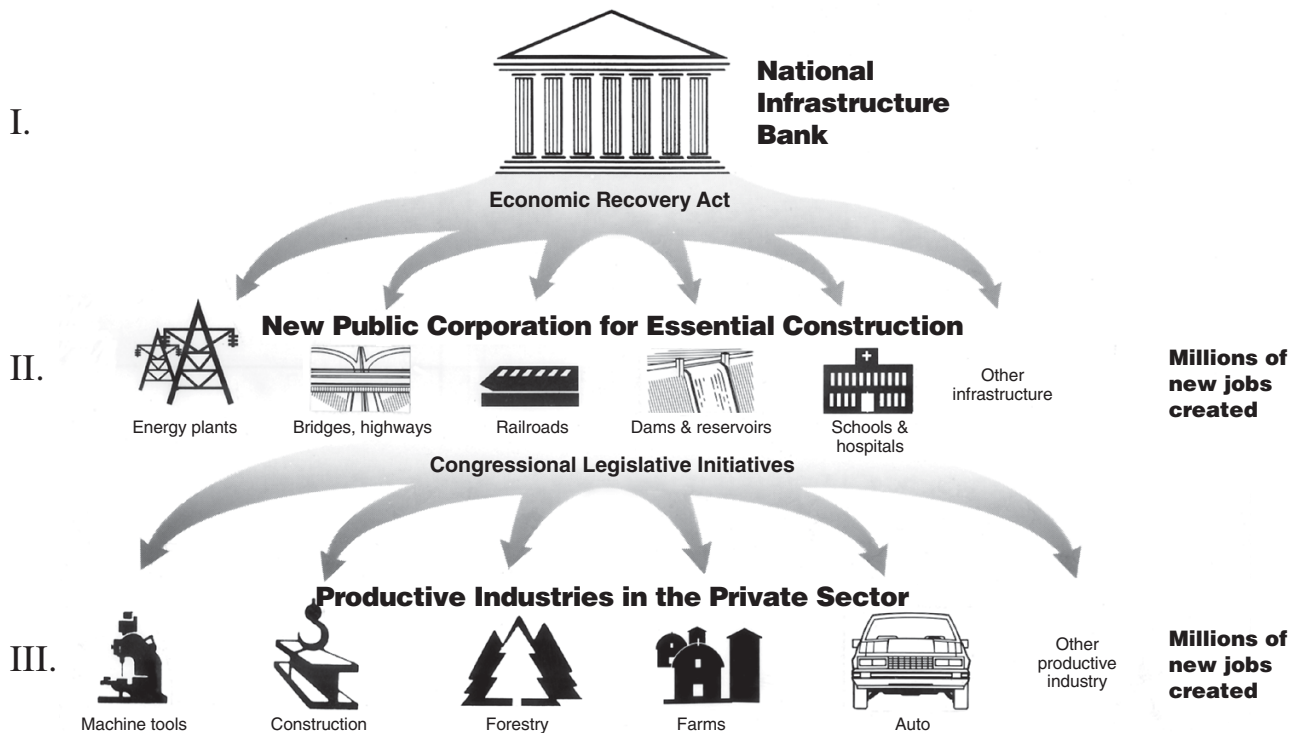 I.
National
Infrastructure
Bank
Economic Recovery Act
II.
New Public Corporation for Essential Construction
Energy plants
Bridges, highways
Railroads
Dams & reservoirs
Schools &
hospitals
Other
infrastructure
Millions of
new jobs
created
Congressional Legislative Initiatives
III.
Productive Industries in the Private Sector
Machine tools
Construction
Forestry
Farms
Auto
Other
productive
industry
Millions of
new jobs
created